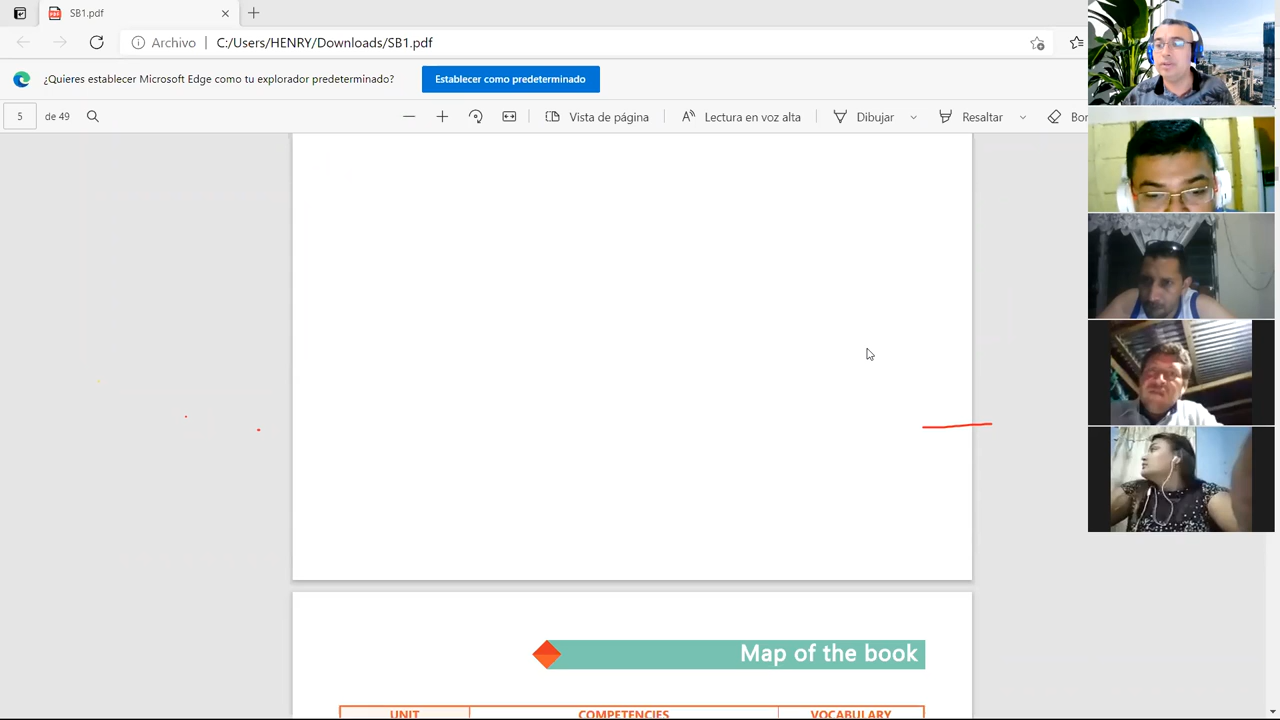 SB1.pdf
Archivo C:/Users/HENRY/Downloads/SB1.pdf
¿Quieres establecer Microsoft Edge como tu explorador predeterminado? Establecer como predeterminado
5 de 49 Vista de página Lectura en voz alta Dibujar Resaltar Bor
Map of the book
UNIT COMPETENCIES VOCABULARY